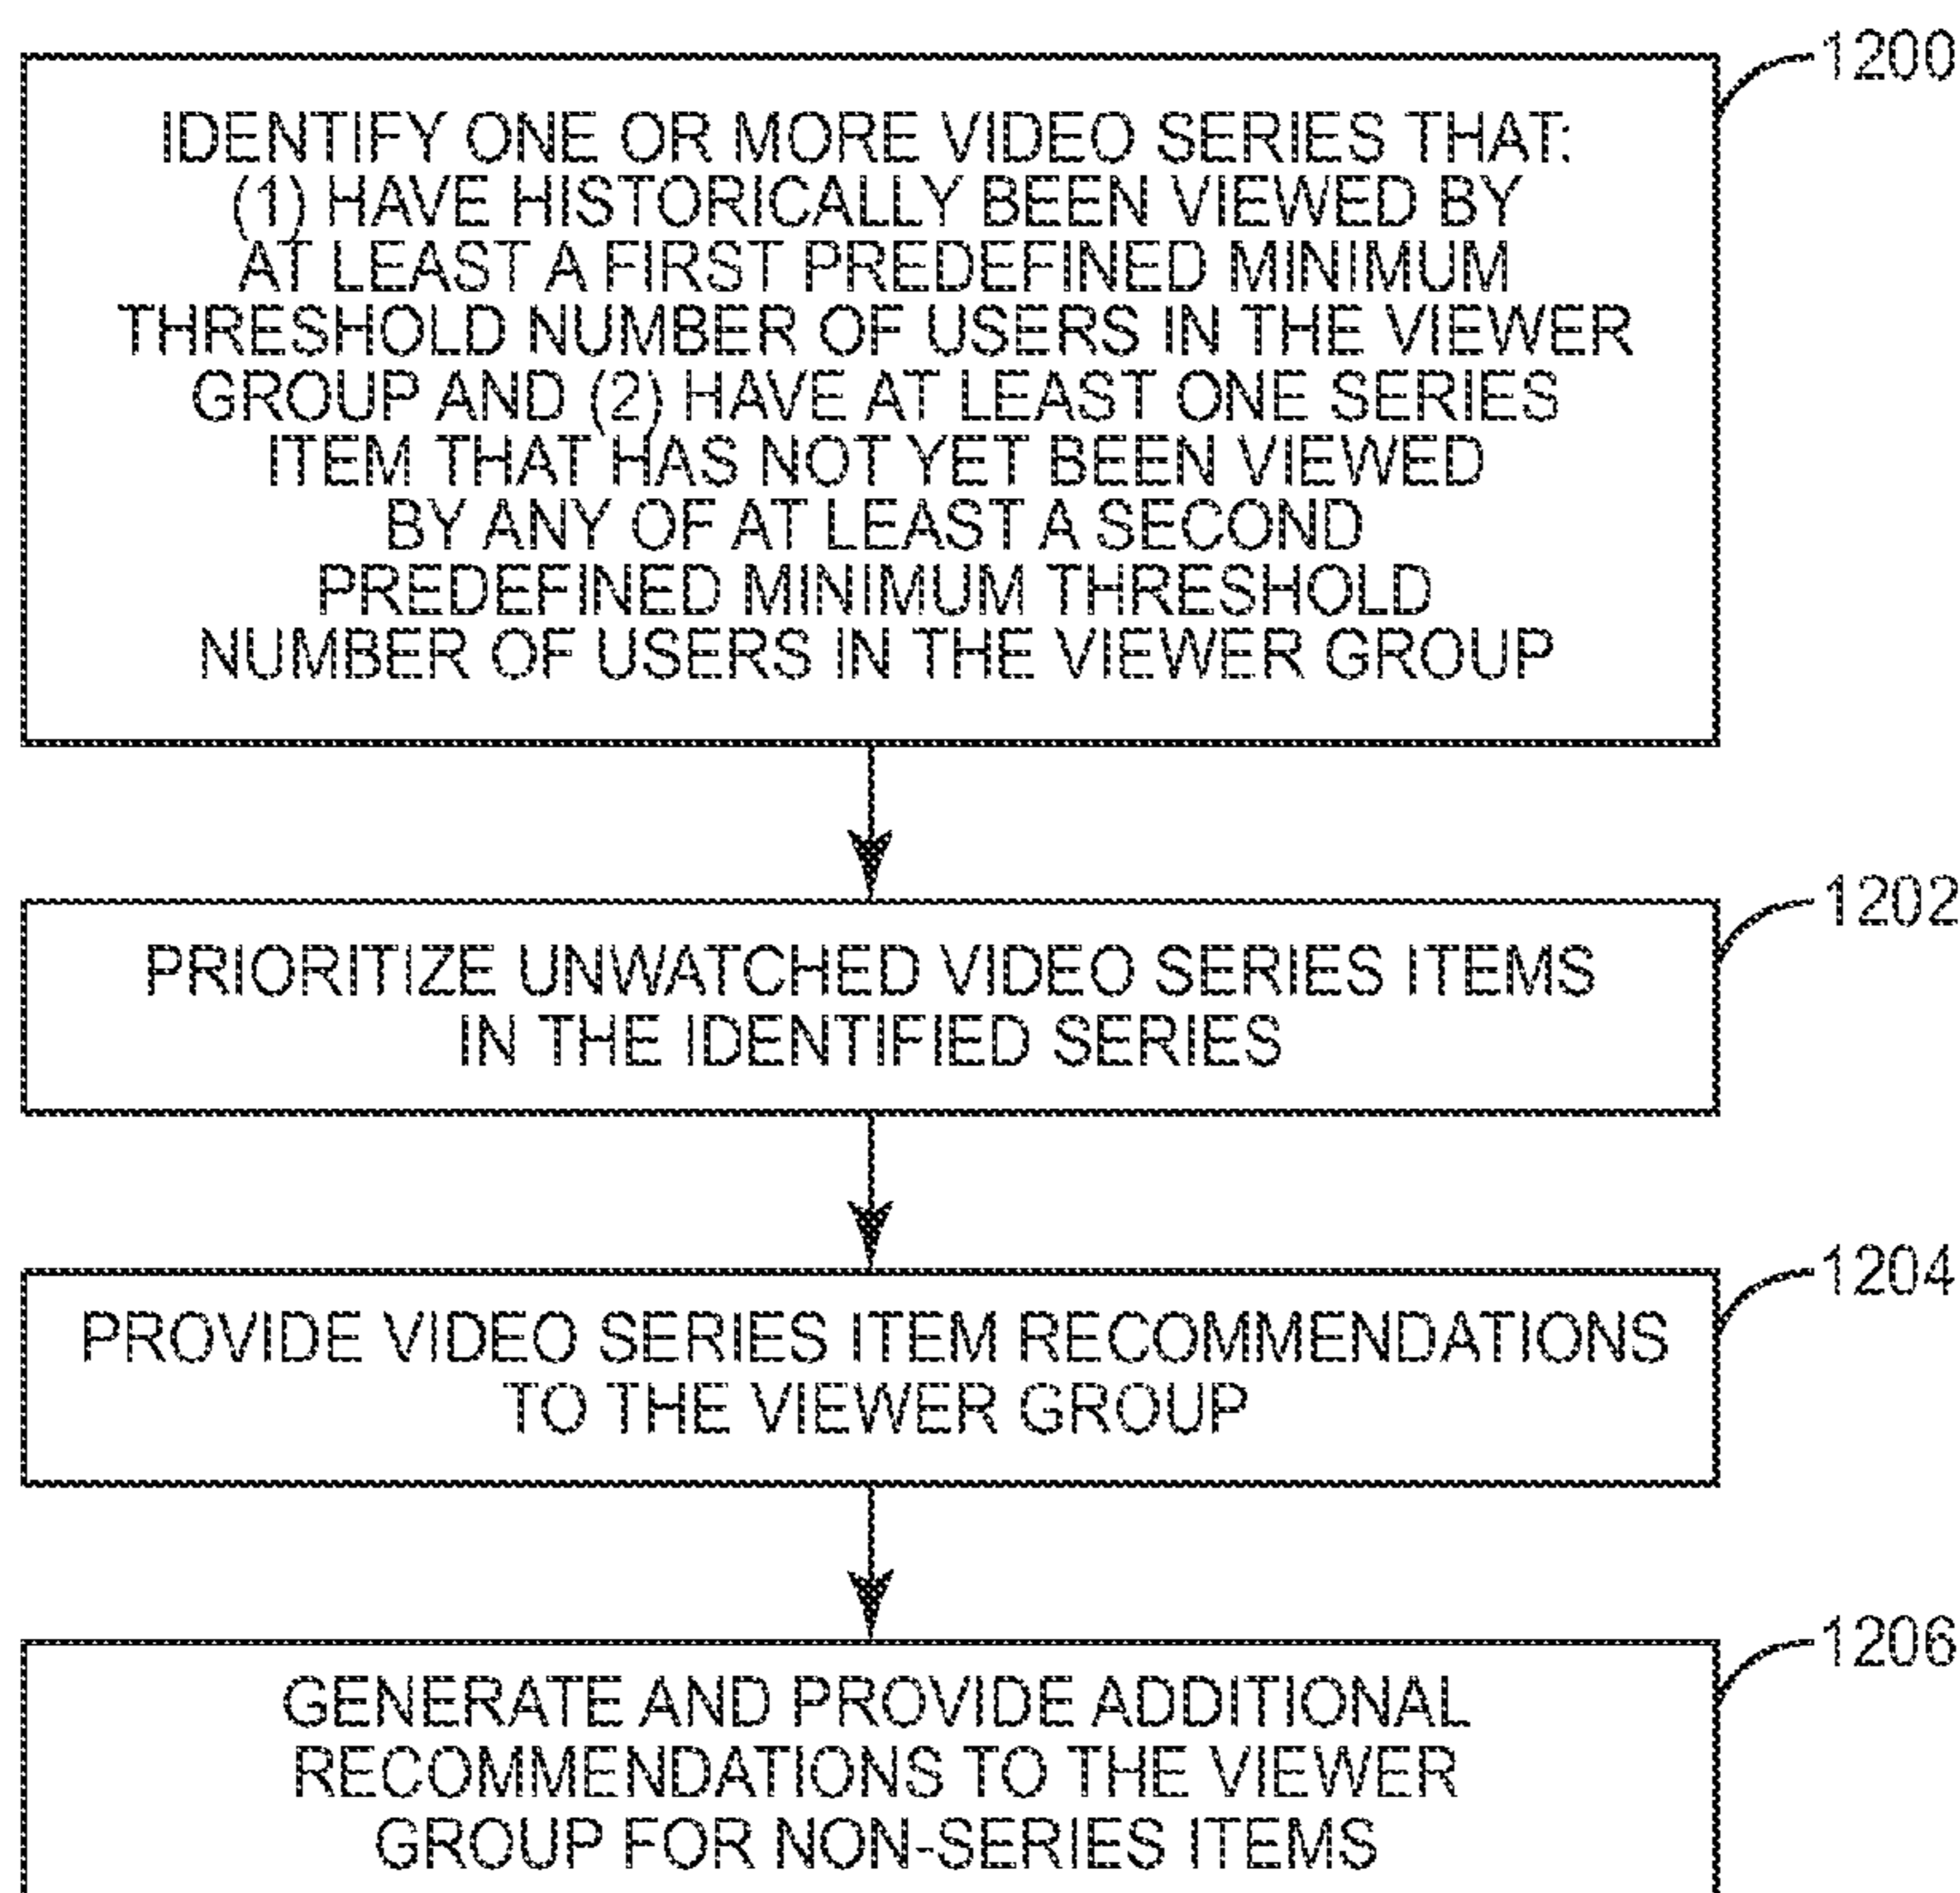 1200
IDENTIFY ONE OR MORE VIDEO SERIES THAT:
(1) HAVE HISTORICALLY BEEN VIEWED BY
AT LEAST A FIRST PREDEFINED MINIMUM
THRESHOLD NUMBER OF USERS IN THE VIEWER
GROUP AND (2) HAVE AT LEAST ONE SERIES
ITEM THAT HAS NOT YET BEEN VIEWED
BY ANY OF AT LEAST A SECOND
PREDEFINED MINIMUM THRESHOLD
NUMBER OF USERS IN THE VIEWER GROUP
1202
PRIORITIZE UNWATCHED VIDEO SERIES ITEMS
IN THE IDENTIFIED SERIES
1204
PROVIDE VIDEO SERIES ITEM RECOMMENDATIONS
TO THE VIEWER GROUP
1206
GENERATE AND PROVIDE ADDITIONAL
RECOMMENDATIONS TO THE VIEWER
GROUP FOR NON-SERIES ITEMS